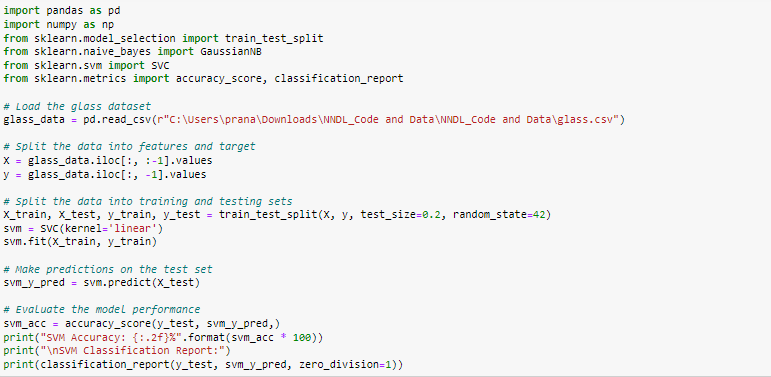 import pandas as pd
import numpy as np
from sklearn.model_selection import train_test_split
from sklearn.naive_bayes import GaussianNB
from sklearn.svm import SVC
from sklearn.metrics import accuracy_score, classification_report

# Load the glass dataset
glass_data = pd.read_csv(r"C:\Users\prana\Downloads\NNDL_Code and Data\NNDL_Code and Data\glass.csv")

# Split the data into features and target
X = glass_data.iloc[:, :-1].values
y = glass_data.iloc[:, -1].values

# Split the data into training and testing sets
X_train, X_test, y_train, y_test = train_test_split(X, y, test_size=0.2, random_state=42)
svm = SVC(kernel='linear')
svm.fit(X_train, y_train)

# Make predictions on the test set
svm_y_pred = svm.predict(X_test)

# Evaluate the model performance
svm_acc = accuracy_score(y_test, svm_y_pred,)
print("SVM Accuracy: {:.2f}%".format(svm_acc * 100))
print("\nSVM Classification Report:")
print(classification_report(y_test, svm_y_pred, zero_division=1))